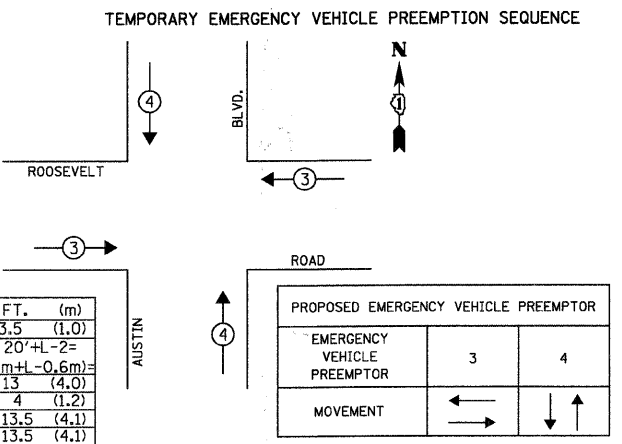 TEMPORARY EMERGENCY VEHICLE PREEMPTION SEQUENCE
N
4
BLVD.
1
ROOSEVELT
3
3
ROAD
AUSTIN
4
FT. (m)
3.5 (1.0)
20'+L-2=
m+L-0.6m)=
13 (4.0)
4 (1.2)
13.5 (4.1)
13.5 (4.1)
PROPOSED EMERGENCY VEHICLE PREEMPTOR
EMERGENCY
VEHICLE
PREEMPTOR
3
4
MOVEMENT